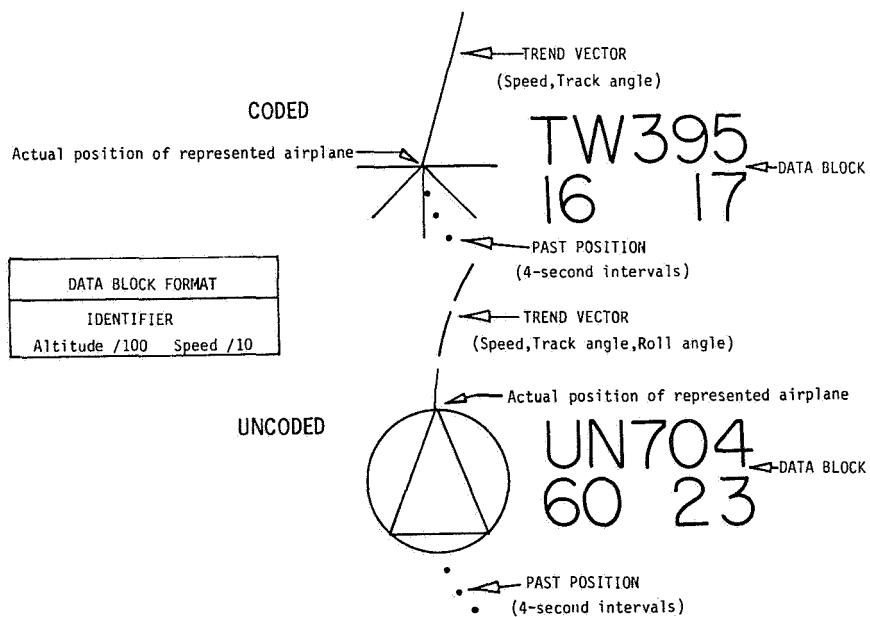 TREND VECTOR
(Speed,Track angle)
CODED
Actual position of represented airplane
TW395
16 17
DATA BLOCK
PAST POSITION
(4-second intervals)
DATA BLOCK FORMAT
IDENTIFIER
Altitude /100 Speed /10
TREND VECTOR
(Speed,Track angle,Roll angle)
Actual position of represented airplane
UNCODED
UN704
60 23
DATA BLOCK
PAST POSITION
(4-second intervals)